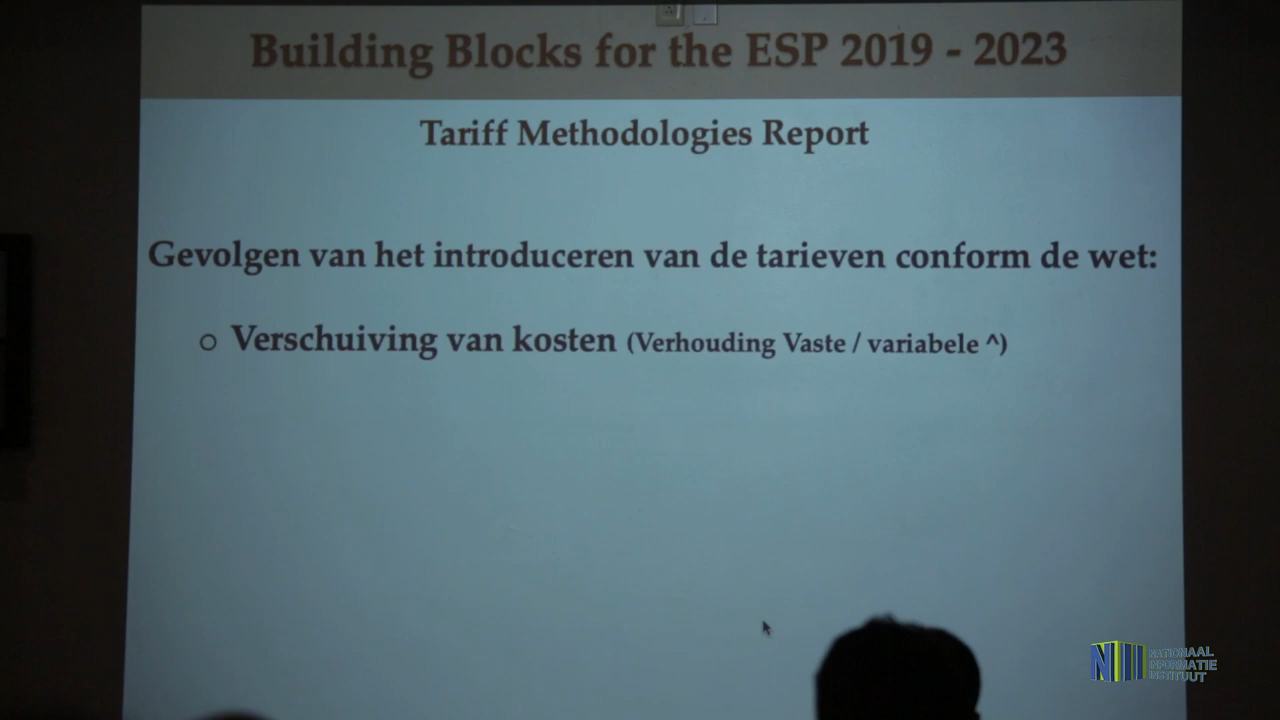 Building Blocks for the ESP 2019 - 2023
Tariff Methodologies Report
Gevolgen van het introduceren van de tarieven conform de wet:
Verschuiving van kosten (Verhouding Vaste / variabele ^)
NII NATIONAAL
INFORMATIE
INSTITUUT